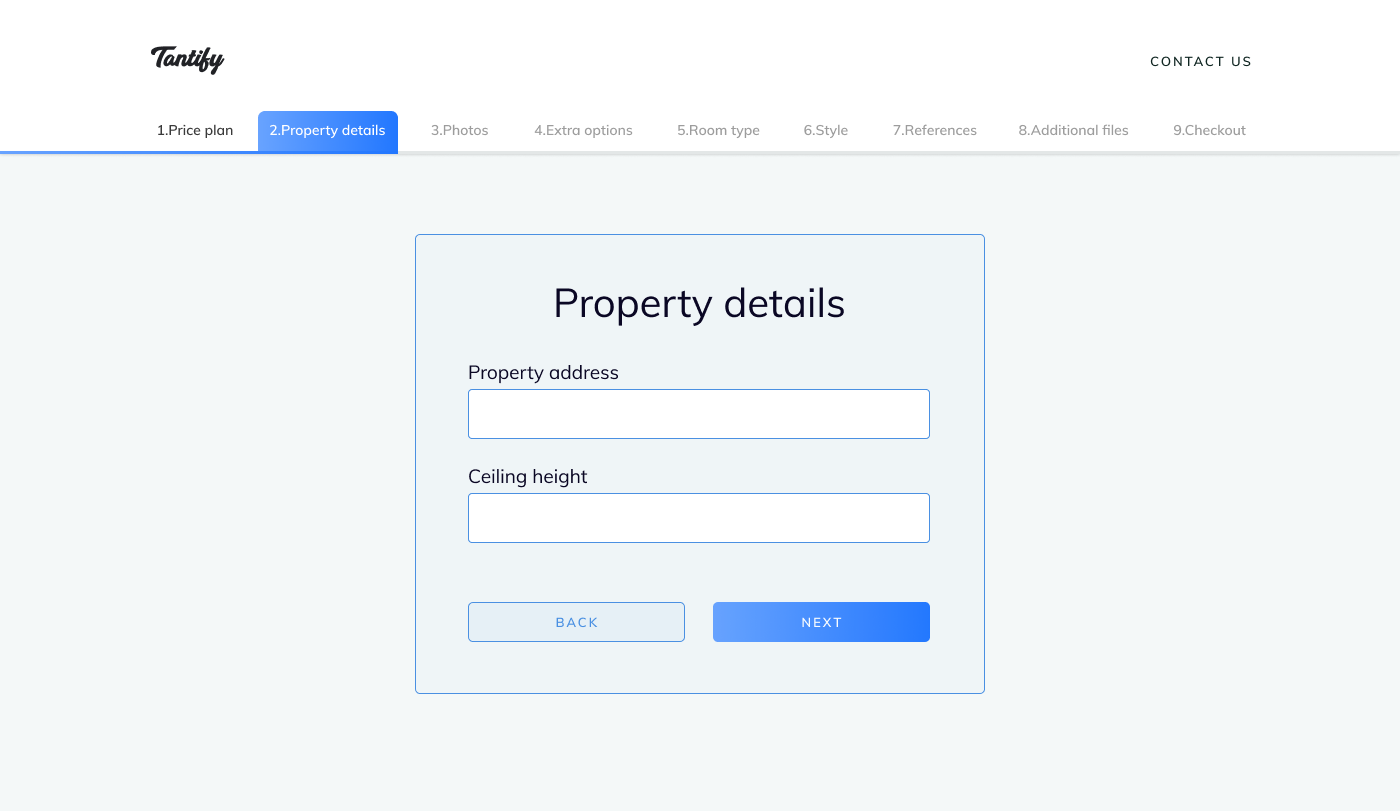 Tantify
CONTACT US
1.Price plan 2.Property details 3.Photos 4.Extra options 5.Room type 6.Style 7.References 8.Additional files 9.Checkout
Property details
Property address
Ceiling height
BACK NEXT